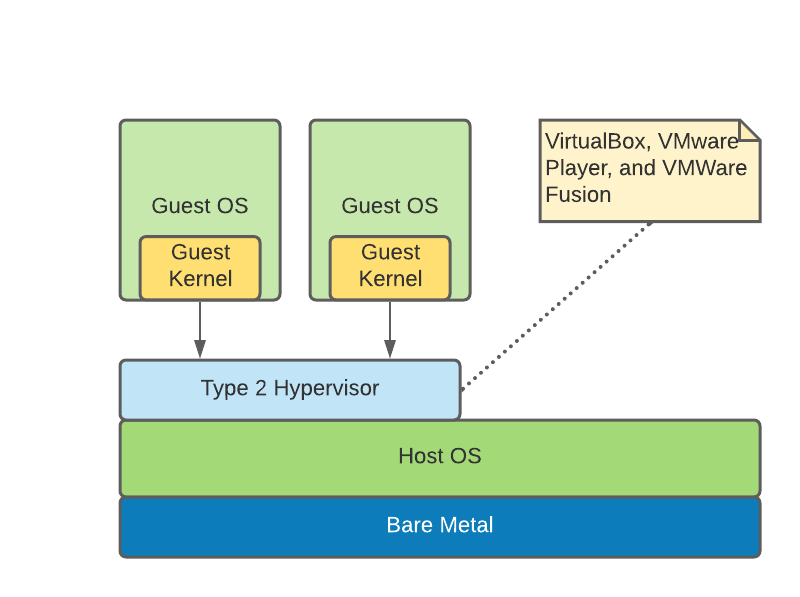 VirtualBox, VMware
Player, and VMWare
Fusion
Guest OS
Guest OS
Guest
Kernel
Guest
Kernel
Type 2 Hypervisor
Host OS
Bare Metal